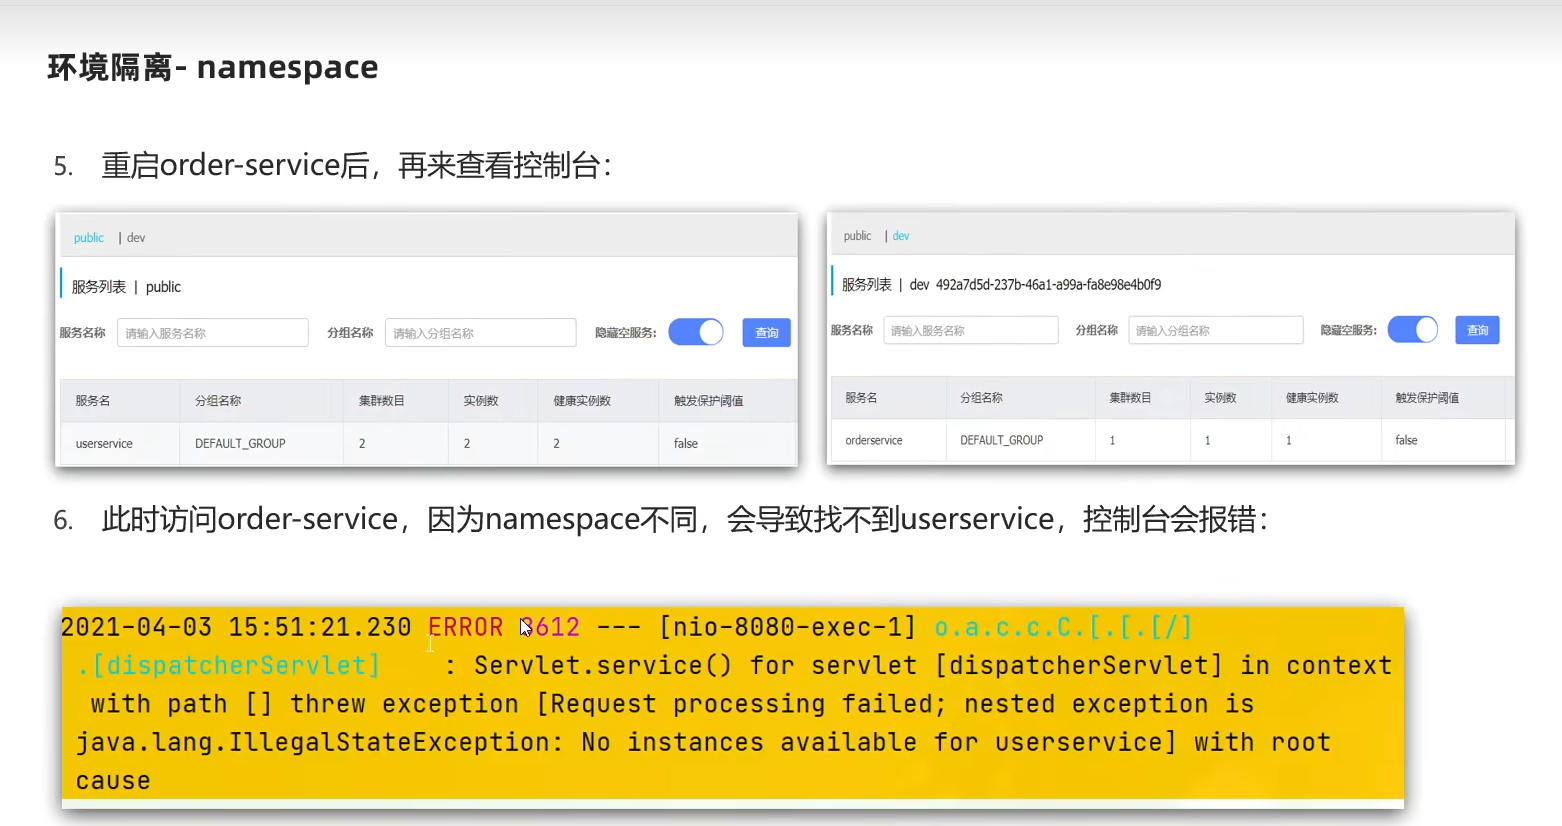 环境隔离- namespace
5. 重启order-service后，再来查看控制台：
public | dev
服务列表 | public
服务名称 请输入服务名称 分组名称 请输入分组名称 隐藏空服务: 查询
服务名 分组名称 集群数目 实例数 健康实例数 触发保护阈值
userservice DEFAULT_GROUP 2 2 2 false
public | dev
服务列表 | dev 492a7d5d-237b-46a1-a99a-fa8e98e4b0f9
服务名称 请输入服务名称 分组名称 请输入分组名称 隐藏空服务: 查询
服务名 分组名称 集群数目 实例数 健康实例数 触发保护阈值
orderservice DEFAULT_GROUP 1 1 1 false
6. 此时访问order-service，因为namespace不同，会导致找不到userservice，控制台会报错：
2021-04-03 15:51:21.230 ERROR 8612 --- [nio-8080-exec-1] o.a.c.c.C.[.[.[/]
.[dispatcherServlet] : Servlet.service() for servlet [dispatcherServlet] in context
with path [] threw exception [Request processing failed; nested exception is
java.lang.IllegalStateException: No instances available for userservice] with root
cause